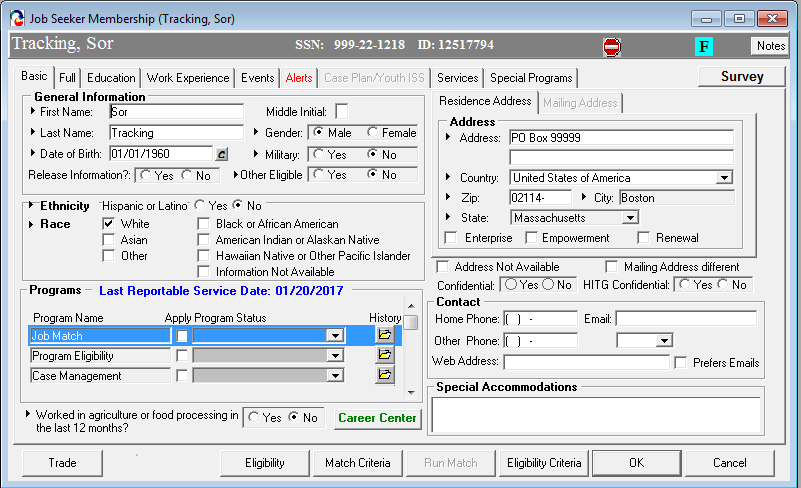 Job Seeker Membership (Tracking, Sor)
Tracking, Sor SSN: 999-22-1218 ID: 12517794 F Notes
Basic Full Education Work Experience Events Alerts Case Plan/Youth ISS Services Special Programs Survey
General Information
First Name: Sor Middle Initial:
Last Name: Tracking Gender: Male Female
Date of Birth: 01/01/1960 C Military: Yes No
Release Information?: Yes No Other Eligible Yes No
Ethnicity Hispanic or Latino Yes No
Race White Black or African American
Asian American Indian or Alaskan Native
Other Hawaiian Native or Other Pacific Islander
Information Not Available
Programs Last Reportable Service Date: 01/20/2017
Program Name Apply Program Status History
Job Match
Program Eligibility
Case Management
Worked in agriculture or food processing in
the last 12 months? Yes No Career Center
Residence Address Mailing Address
Address
Address: PO Box 99999
Country: United States of America
Zip: 02114- City: Boston
State: Massachusetts
Enterprise Empowerment Renewal
Address Not Available Mailing Address different
Confidential: Yes No HITG Confidential: Yes No
Contact
Home Phone: ( ) - Email:
Other Phone: ( ) -
Web Address: Prefers Emails
Special Accommodations
Trade Eligibility Match Criteria Run Match Eligibility Criteria OK Cancel